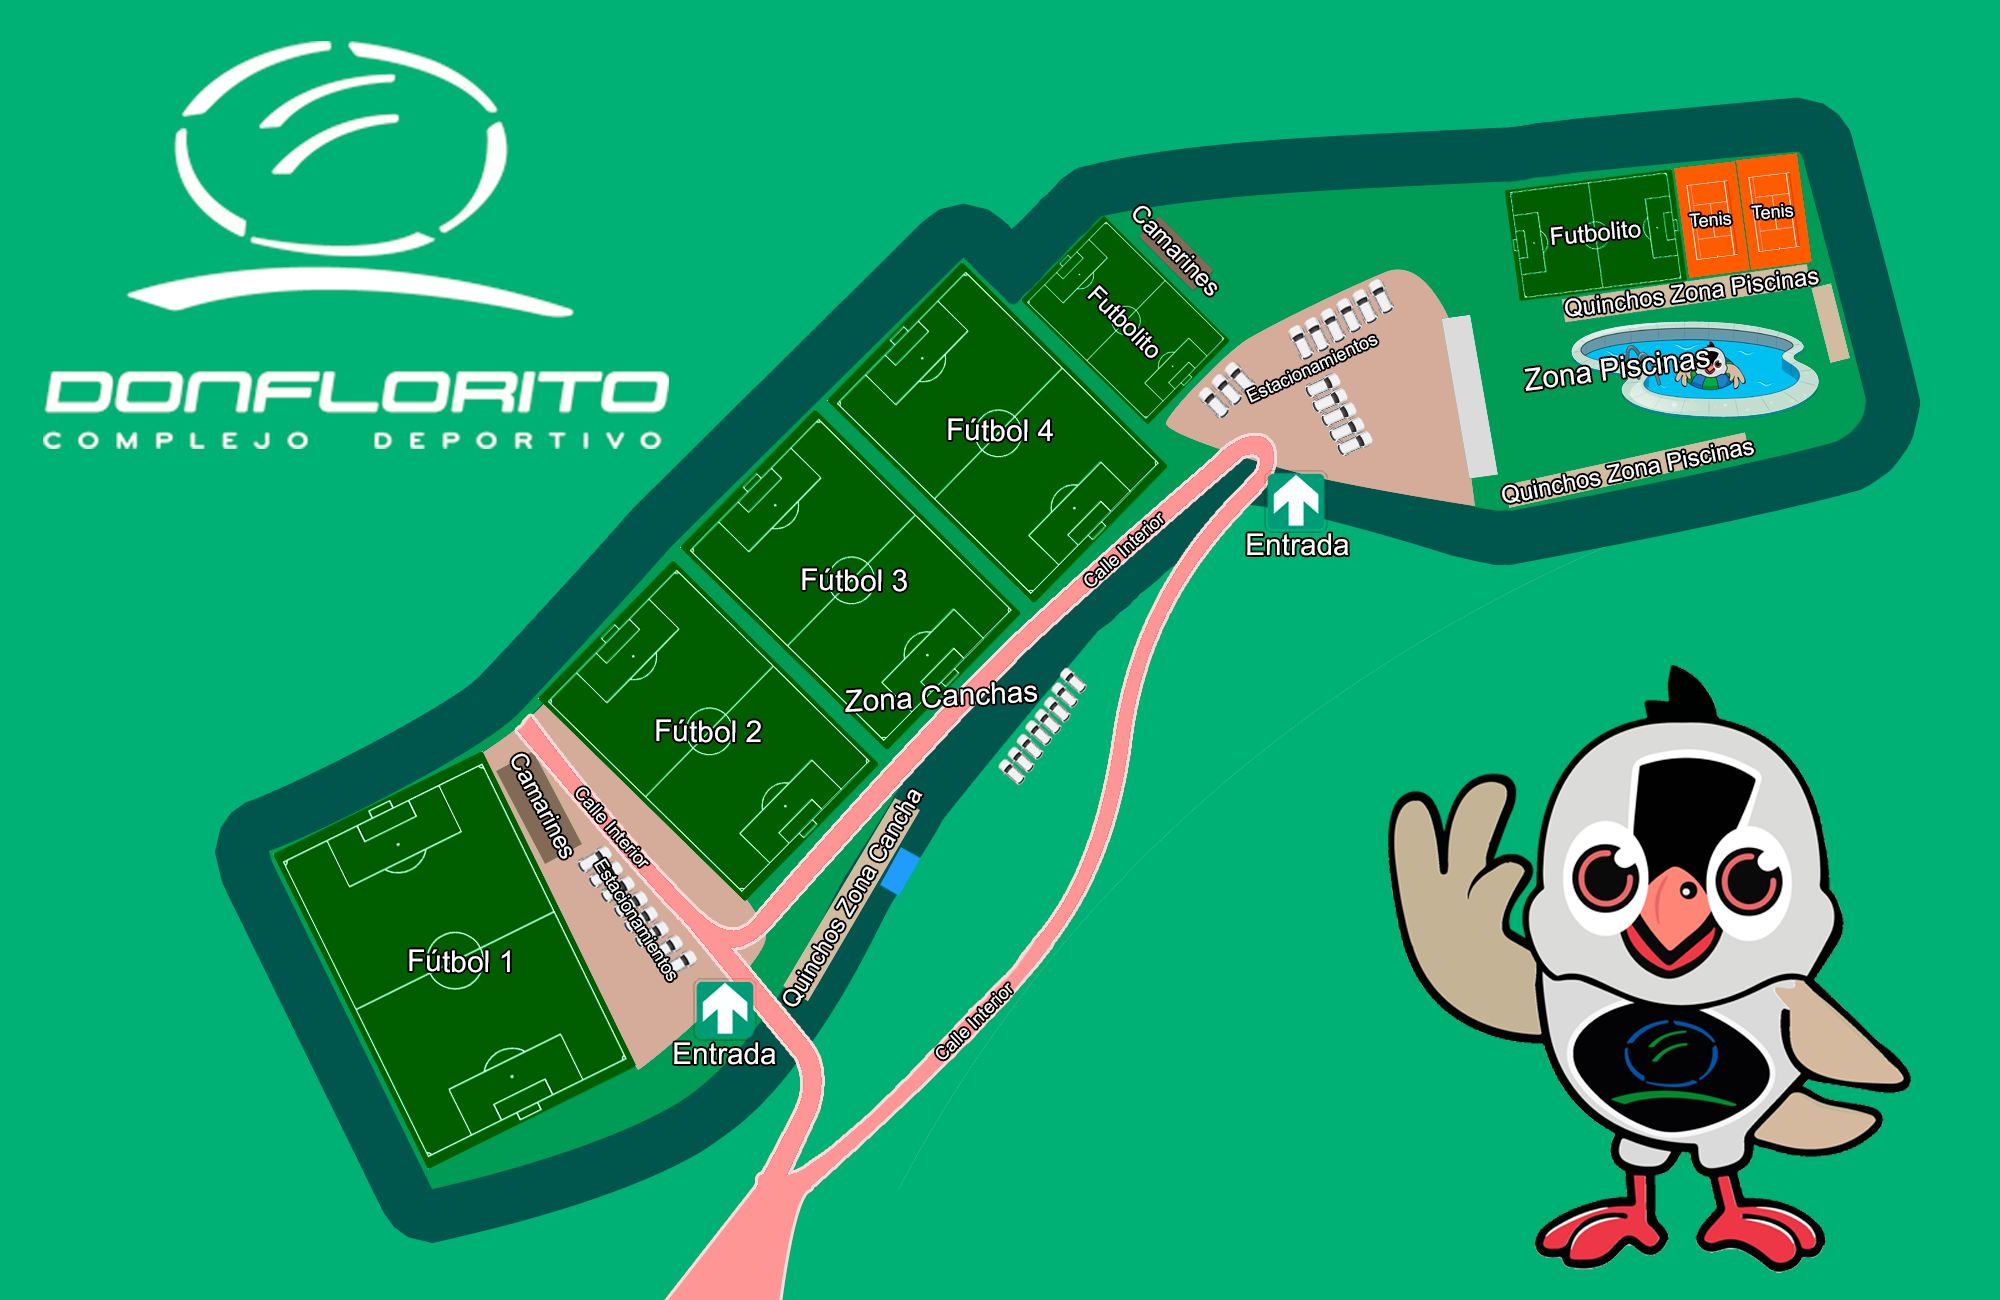 DONFLORITO
COMPLEJO DEPORTIVO
Camarines
Futbolito
Estacionamientos
Futbolito
Tenis
Tenis
Quinchos Zona Piscinas
Zona Piscinas
Quinchos Zona Piscinas
Entrada
Fútbol 4
Calle Interior
Fútbol 3
Zona Canchas
Fútbol 2
Camarines
Calle Interior
Estacionamientos
Quinchos Zona Cancha
Fútbol 1
Entrada
Calle Interior